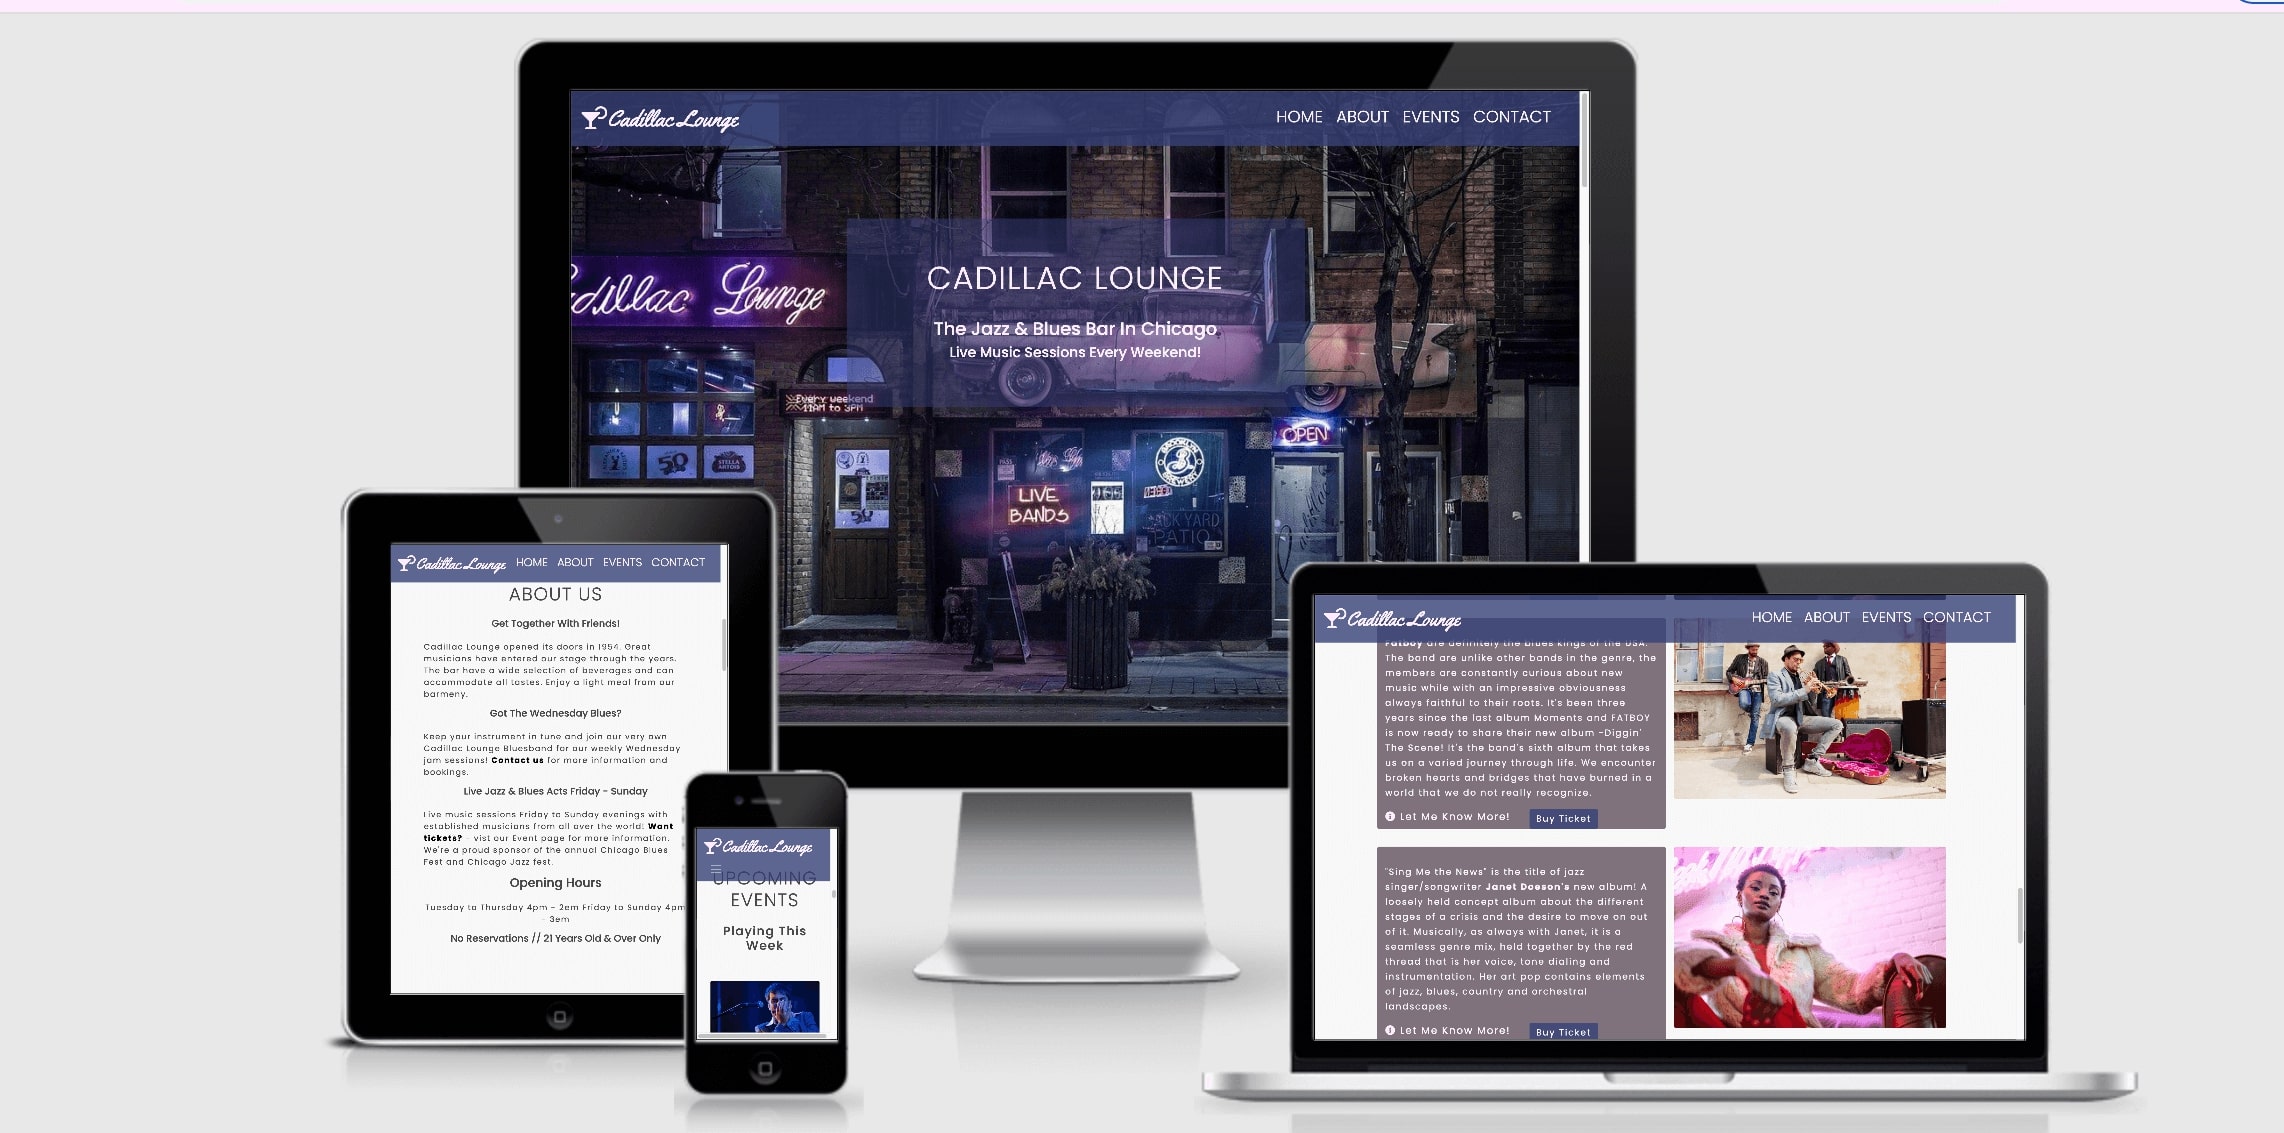 Cadillac Lounge
HOME ABOUT EVENTS CONTACT
CADILLAC LOUNGE
The Jazz & Blues Bar In Chicago
Live Music Sessions Every Weekend!
dillac Lounge
Every weekend
11AM to 3PM
OPEN
50
STELLA
ARTOIS
BROOKLYN
BREWERY
LIVE
BANDS
BACK YARD
PATIO
Cadillac Lounge
HOME ABOUT EVENTS CONTACT
ABOUT US
Get Together With Friends!
Cadillac Lounge opened its doors in 1954. Great
musicians have entered our stage through the years.
The bar have a wide selection of beverages and can
accommodate all tastes. Enjoy a light meal from our
barmeny.
Got The Wednesday Blues?
Keep your instrument in tune and join our very own
Cadillac Lounge Bluesband for our weekly Wednesday
jam sessions! Contact us for more information and
bookings.
Live Jazz & Blues Acts Friday - Sunday
Live music sessions Friday to Sunday evenings with
established musicians from all over the world! Want
tickets? - vist our Event page for more information.
We're a proud sponsor of the annual Chicago Blues
Fest and Chicago Jazz fest.
Opening Hours
Tuesday to Thursday 4pm - 2em Friday to Sunday 4pm
- 3em
No Reservations // 21 Years Old & Over Only
Cadillac Lounge
UPCOMING
EVENTS
Playing This
Week
Cadillac Lounge
HOME ABOUT EVENTS CONTACT
Fatboy are definitely the blues kings of the USA.
The band are unlike other bands in the genre, the
members are constantly curious about new
music while with an impressive obviousness
always faithful to their roots. It's been three
years since the last album Moments and FATBOY
is now ready to share their new album -Diggin'
The Scene! It's the band's sixth album that takes
us on a varied journey through life. We encounter
broken hearts and bridges that have burned in a
world that we do not really recognize.
Let Me Know More! Buy Ticket
"Sing Me the News" is the title of jazz
singer/songwriter Janet Doeson's new album! A
loosely held concept album about the different
stages of a crisis and the desire to move on out
of it. Musically, as always with Janet, it is a
seamless genre mix, held together by the red
thread that is her voice, tone dialing and
instrumentation. Her art pop contains elements
of jazz, blues, country and orchestral
landscapes.
Let Me Know More! Buy Ticket